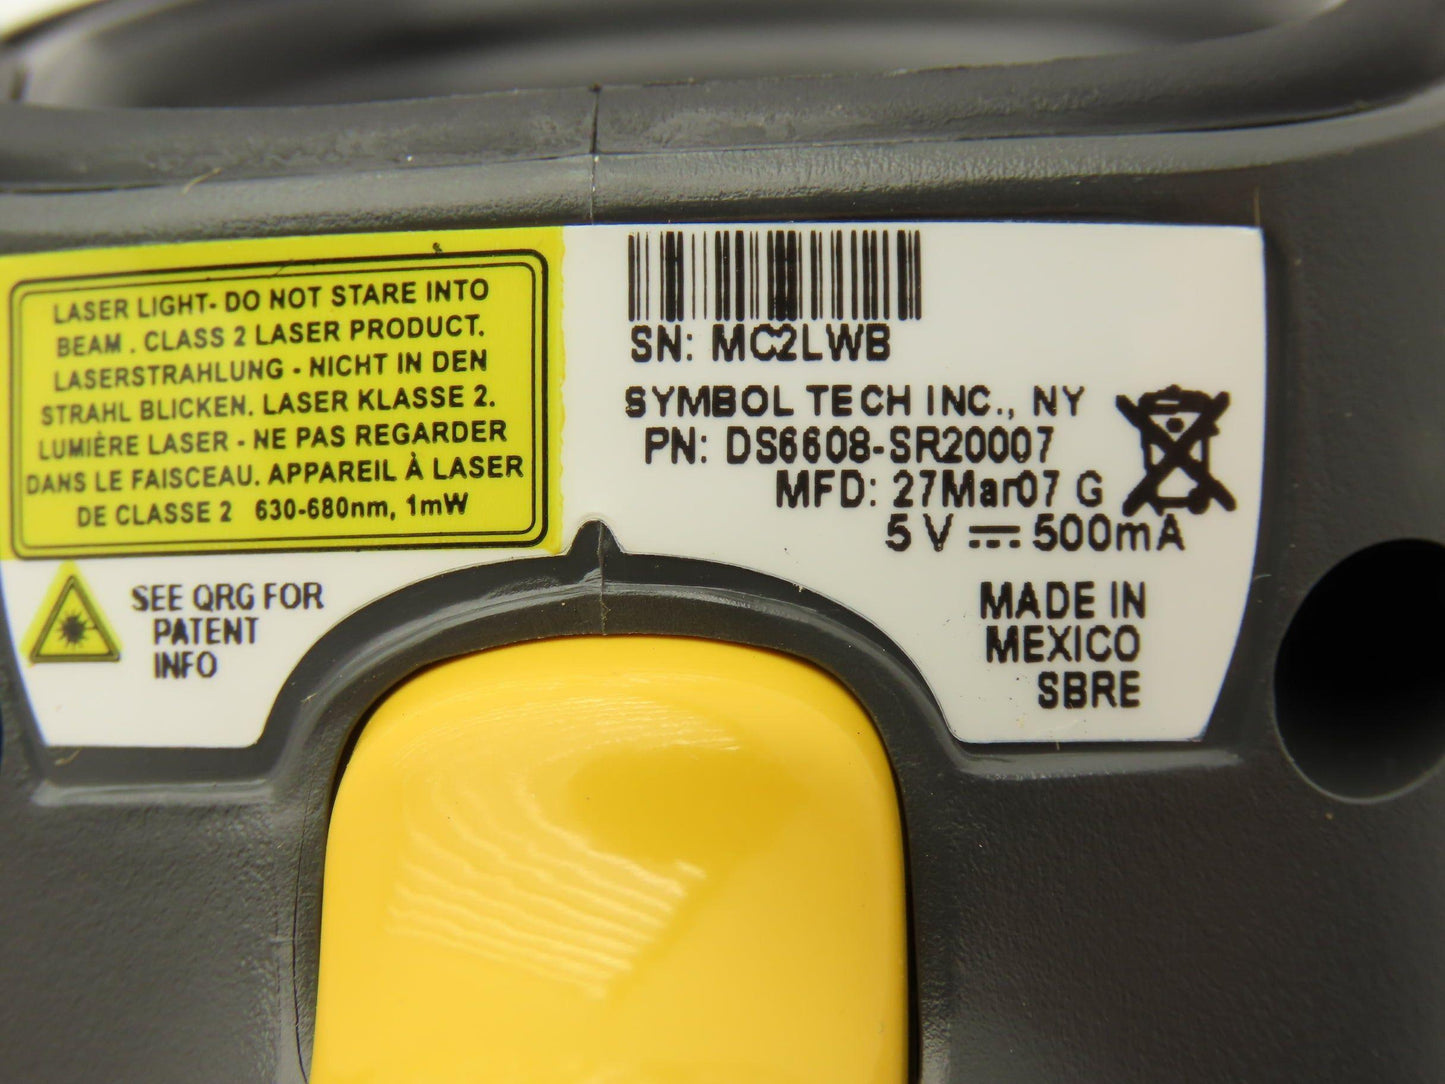 LASER LIGHT- DO NOT STARE INTO
BEAM . CLASS 2 LASER PRODUCT.
LASERSTRAHLUNG - NICHT IN DEN
STRAHL BLICKEN. LASER KLASSE 2.
LUMIÈRE LASER - NE PAS REGARDER
DANS LE FAISCEAU. APPAREIL À LASER
DE CLASSE 2 630-680nm, 1mW
SEE QRG FOR
PATENT
INFO
SN: MC2LWB
SYMBOL TECH INC., NY
PN: DS6608-SR20007
MFD: 27Mar07 G
5 V ⎓ 500mA
MADE IN
MEXICO
SBRE